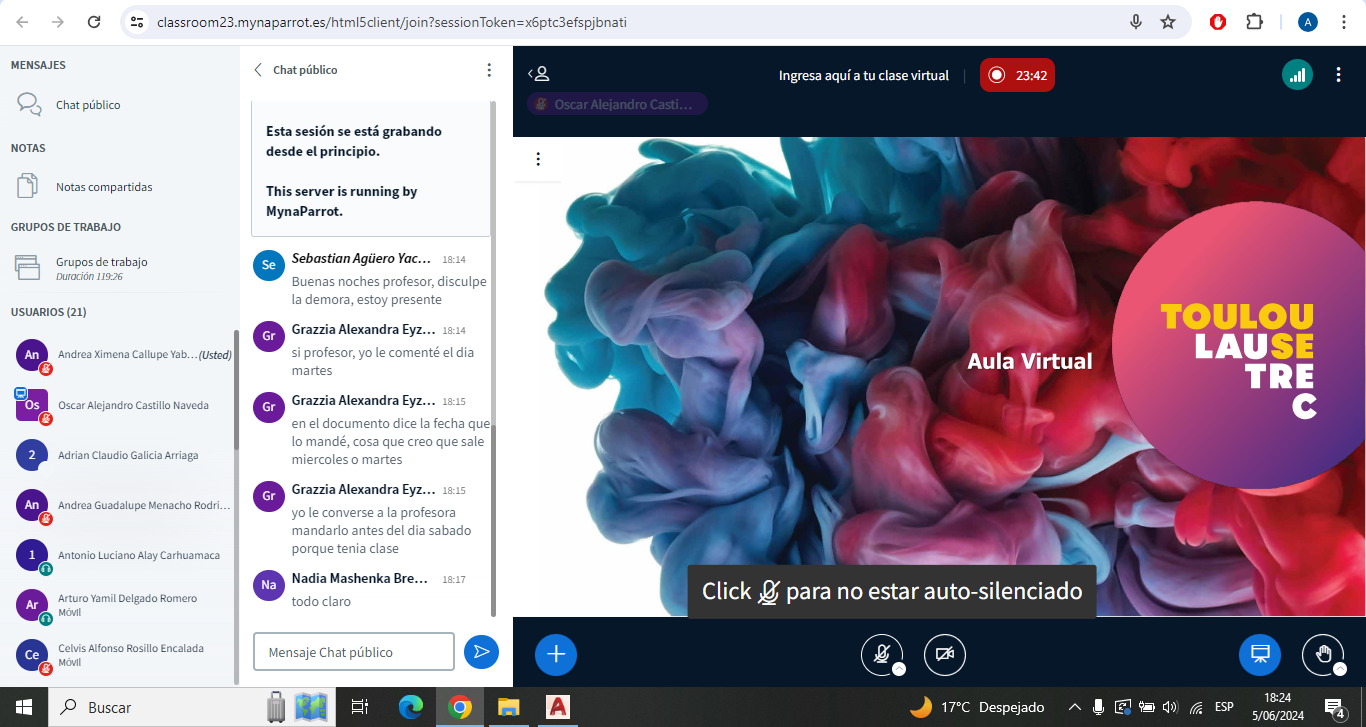 classroom23.mynaparrot.es/html5client/join?sessionToken=x6ptc3efspjbnati
A
MENSAJES
Chat público
NOTAS
Notas compartidas
GRUPOS DE TRABAJO
Grupos de trabajo
Duración 119:26
USUARIOS (21)
An
Andrea Ximena Callupe Yab...(Usted)
Os
Oscar Alejandro Castillo Naveda
2
Adrian Claudio Galicia Arriaga
An
Andrea Guadalupe Menacho Rodri...
1
Antonio Luciano Alay Carhuamaca
Ar
Arturo Yamil Delgado Romero
MÓVIL
Ce
Celvis Alfonso Rosillo Encalada
MÓVIL
Chat público
Esta sesión se está grabando
desde el principio.
This server is running by
MynaParrot.
Se
Sebastian Agüero Yac... 18:14
Buenas noches profesor, disculpe
la demora, estoy presente
Gr
Grazzia Alexandra Eyz... 18:14
si profesor, yo le comenté el dia
martes
Gr
Grazzia Alexandra Eyz... 18:15
en el documento dice la fecha que
lo mandé, cosa que creo que sale
miercoles o martes
Gr
Grazzia Alexandra Eyz... 18:15
yo le converse a la profesora
mandarlo antes del dia sabado
porque tenia clase
Na
Nadia Mashenka Bre... 18:17
todo claro
Mensaje Chat público
Ingresa aquí a tu clase virtual
23:42
Oscar Alejandro Casti...
Aula Virtual
TOULOU
LAUSE
TRE
C
Click para no estar auto-silenciado
Buscar
A
17°C Despejado
ESP
18:24
5/06/2024
4